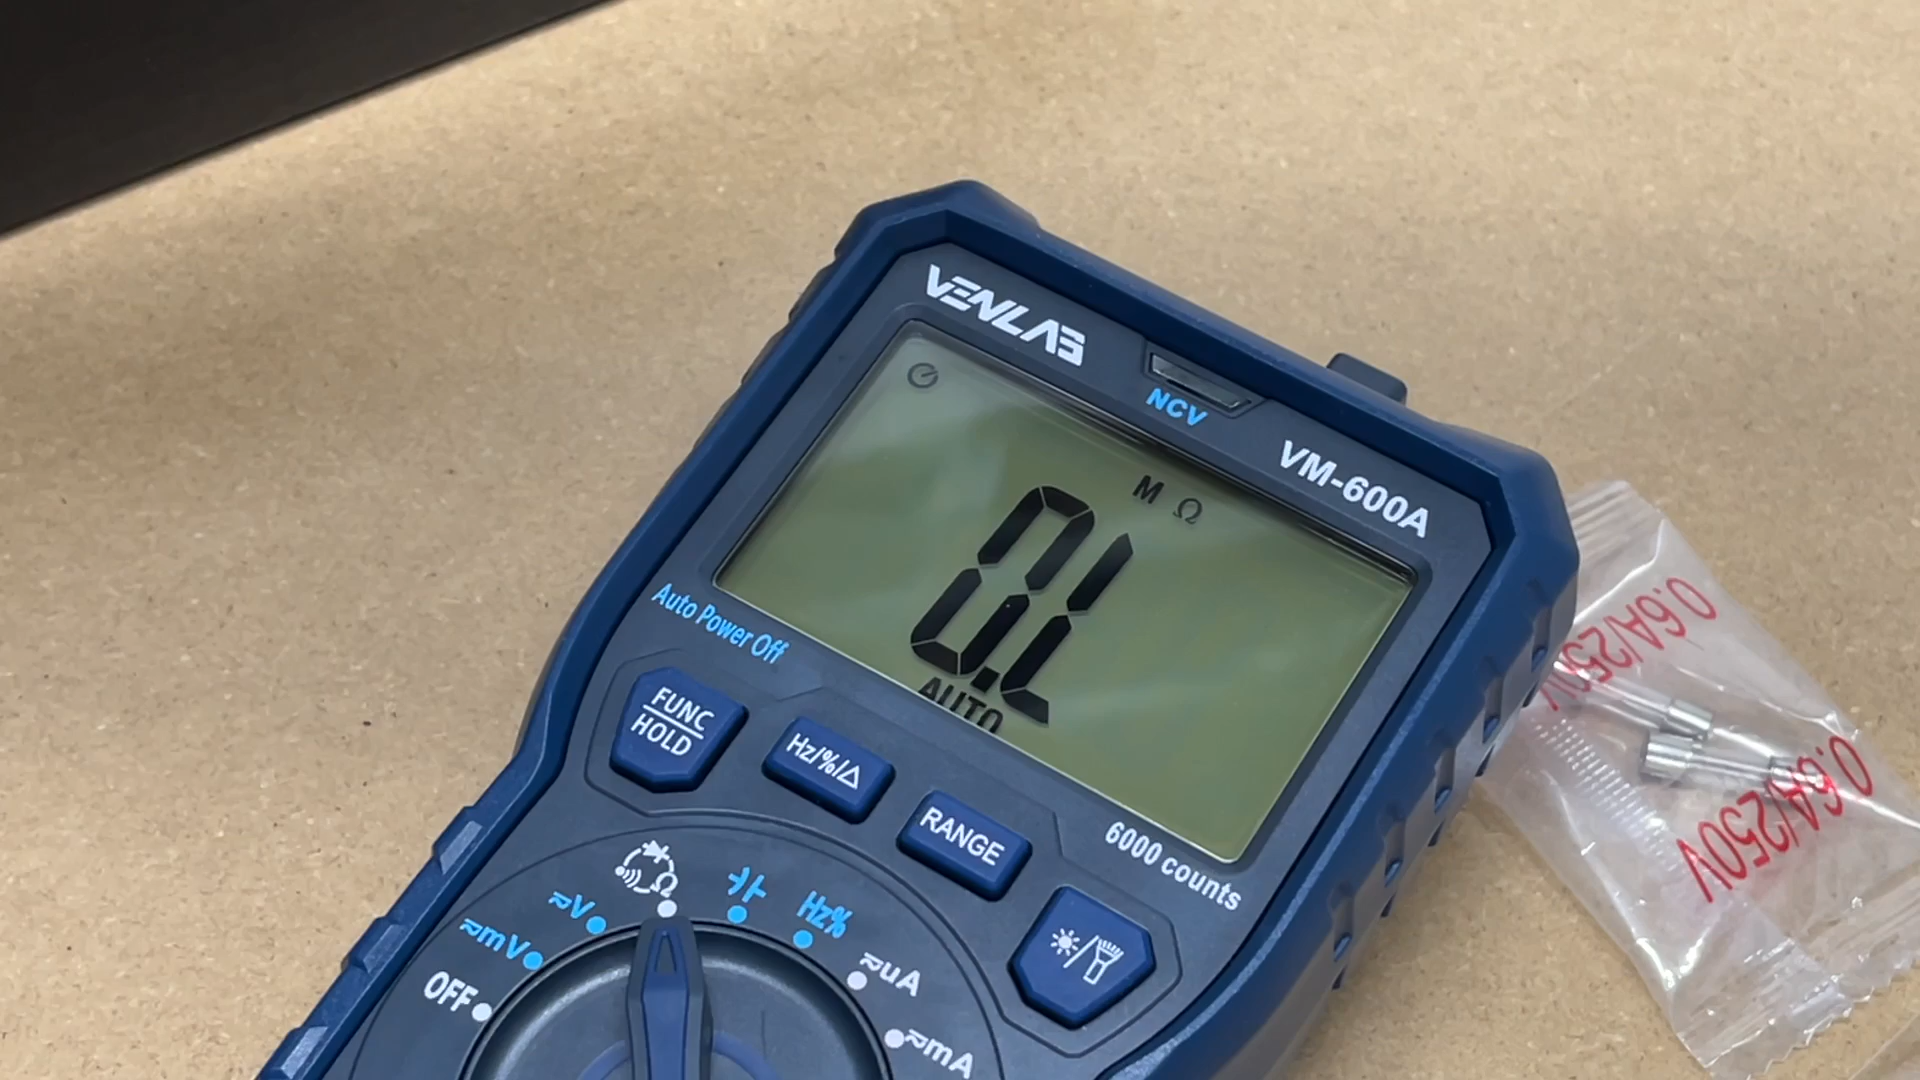 VENLAB
NCV
VM-600A
M Ω
0.L
AUTO
Auto Power Off
6000 counts
FUNC
HOLD
Hz/%/△
RANGE
OFF
≂mV
≂V
Ω
Hz%
≂uA
≂mA
0.6A/250V
0.6A/250V